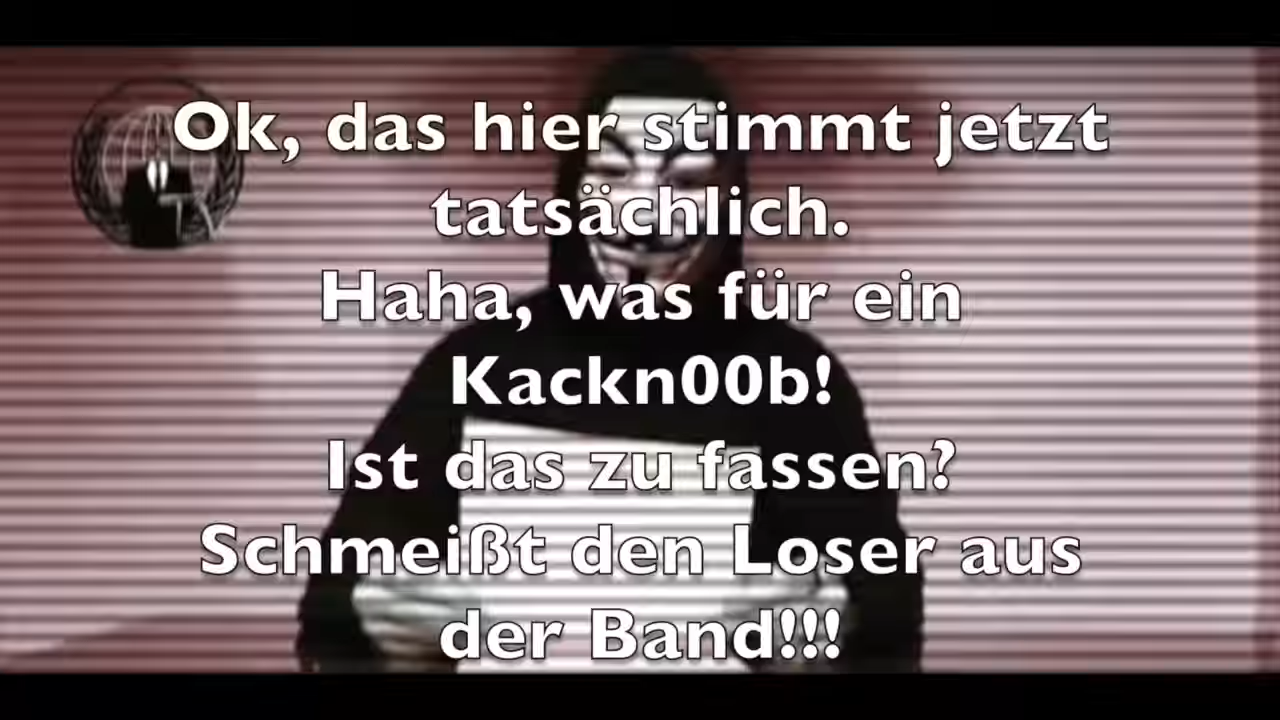 Ok, das hier stimmt jetzt
tatsächlich.
Haha, was für ein
Kackn00b!
Ist das zu fassen?
Schmeißt den Loser aus
der Band!!!
TV